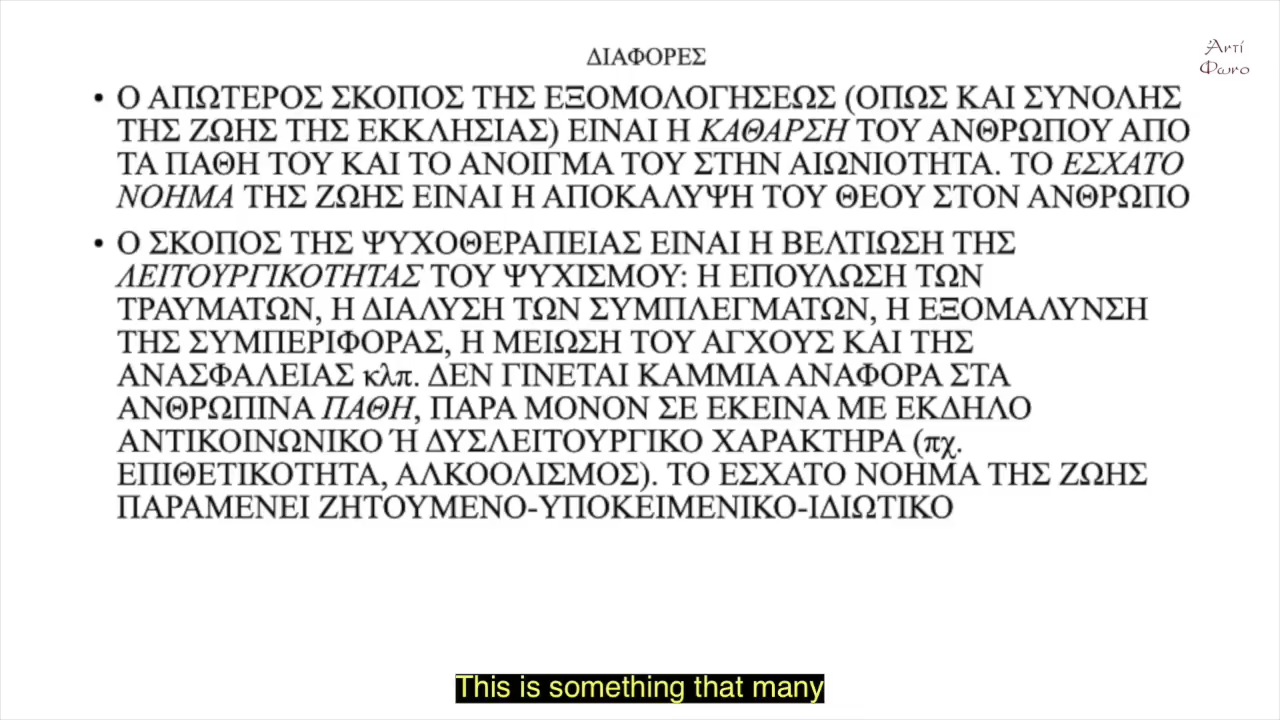 ΔΙΑΦΟΡΕΣ
Ἀντί
Φωνο
• Ο ΑΠΩΤΕΡΟΣ ΣΚΟΠΟΣ ΤΗΣ ΕΞΟΜΟΛΟΓΗΣΕΩΣ (ΟΠΩΣ ΚΑΙ ΣΥΝΟΛΗΣ
ΤΗΣ ΖΩΗΣ ΤΗΣ ΕΚΚΛΗΣΙΑΣ) ΕΙΝΑΙ Η ΚΑΘΑΡΣΗ ΤΟΥ ΑΝΘΡΩΠΟΥ ΑΠΟ
ΤΑ ΠΑΘΗ ΤΟΥ ΚΑΙ ΤΟ ΑΝΟΙΓΜΑ ΤΟΥ ΣΤΗΝ ΑΙΩΝΙΟΤΗΤΑ. ΤΟ ΕΣΧΑΤΟ
ΝΟΗΜΑ ΤΗΣ ΖΩΗΣ ΕΙΝΑΙ Η ΑΠΟΚΑΛΥΨΗ ΤΟΥ ΘΕΟΥ ΣΤΟΝ ΑΝΘΡΩΠΟ
• Ο ΣΚΟΠΟΣ ΤΗΣ ΨΥΧΟΘΕΡΑΠΕΙΑΣ ΕΙΝΑΙ Η ΒΕΛΤΙΩΣΗ ΤΗΣ
ΛΕΙΤΟΥΡΓΙΚΟΤΗΤΑΣ ΤΟΥ ΨΥΧΙΣΜΟΥ: Η ΕΠΟΥΛΩΣΗ ΤΩΝ
ΤΡΑΥΜΑΤΩΝ, Η ΔΙΑΛΥΣΗ ΤΩΝ ΣΥΜΠΛΕΓΜΑΤΩΝ, Η ΕΞΟΜΑΛΥΝΣΗ
ΤΗΣ ΣΥΜΠΕΡΙΦΟΡΑΣ, Η ΜΕΙΩΣΗ ΤΟΥ ΑΓΧΟΥΣ ΚΑΙ ΤΗΣ
ΑΝΑΣΦΑΛΕΙΑΣ κλπ. ΔΕΝ ΓΙΝΕΤΑΙ ΚΑΜΜΙΑ ΑΝΑΦΟΡΑ ΣΤΑ
ΑΝΘΡΩΠΙΝΑ ΠΑΘΗ, ΠΑΡΑ ΜΟΝΟΝ ΣΕ ΕΚΕΙΝΑ ΜΕ ΕΚΔΗΛΟ
ΑΝΤΙΚΟΙΝΩΝΙΚΟ Ή ΔΥΣΛΕΙΤΟΥΡΓΙΚΟ ΧΑΡΑΚΤΗΡΑ (πχ.
ΕΠΙΘΕΤΙΚΟΤΗΤΑ, ΑΛΚΟΟΛΙΣΜΟΣ). ΤΟ ΕΣΧΑΤΟ ΝΟΗΜΑ ΤΗΣ ΖΩΗΣ
ΠΑΡΑΜΕΝΕΙ ΖΗΤΟΥΜΕΝΟ-ΥΠΟΚΕΙΜΕΝΙΚΟ-ΙΔΙΩΤΙΚΟ
This is something that many